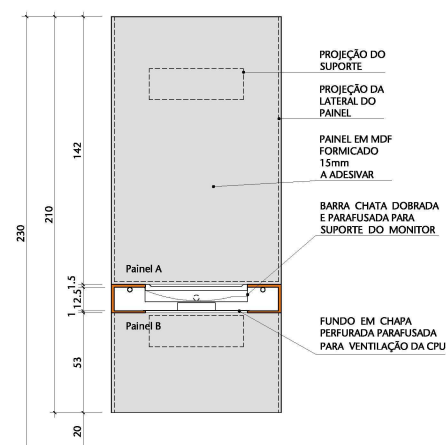 PROJEÇÃO DO
SUPORTE
PROJEÇÃO DA
LATERAL DO
PAINEL
PAINEL EM MDF
FORMICADO
15mm
A ADESIVAR
BARRA CHATA DOBRADA
E PARAFUSADA PARA
SUPORTE DO MONITOR
FUNDO EM CHAPA
PERFURADA PARAFUSADA
PARA VENTILAÇÃO DA CPU
Painel A
Painel B
230
210
142
1.5
12.5
1
53
20